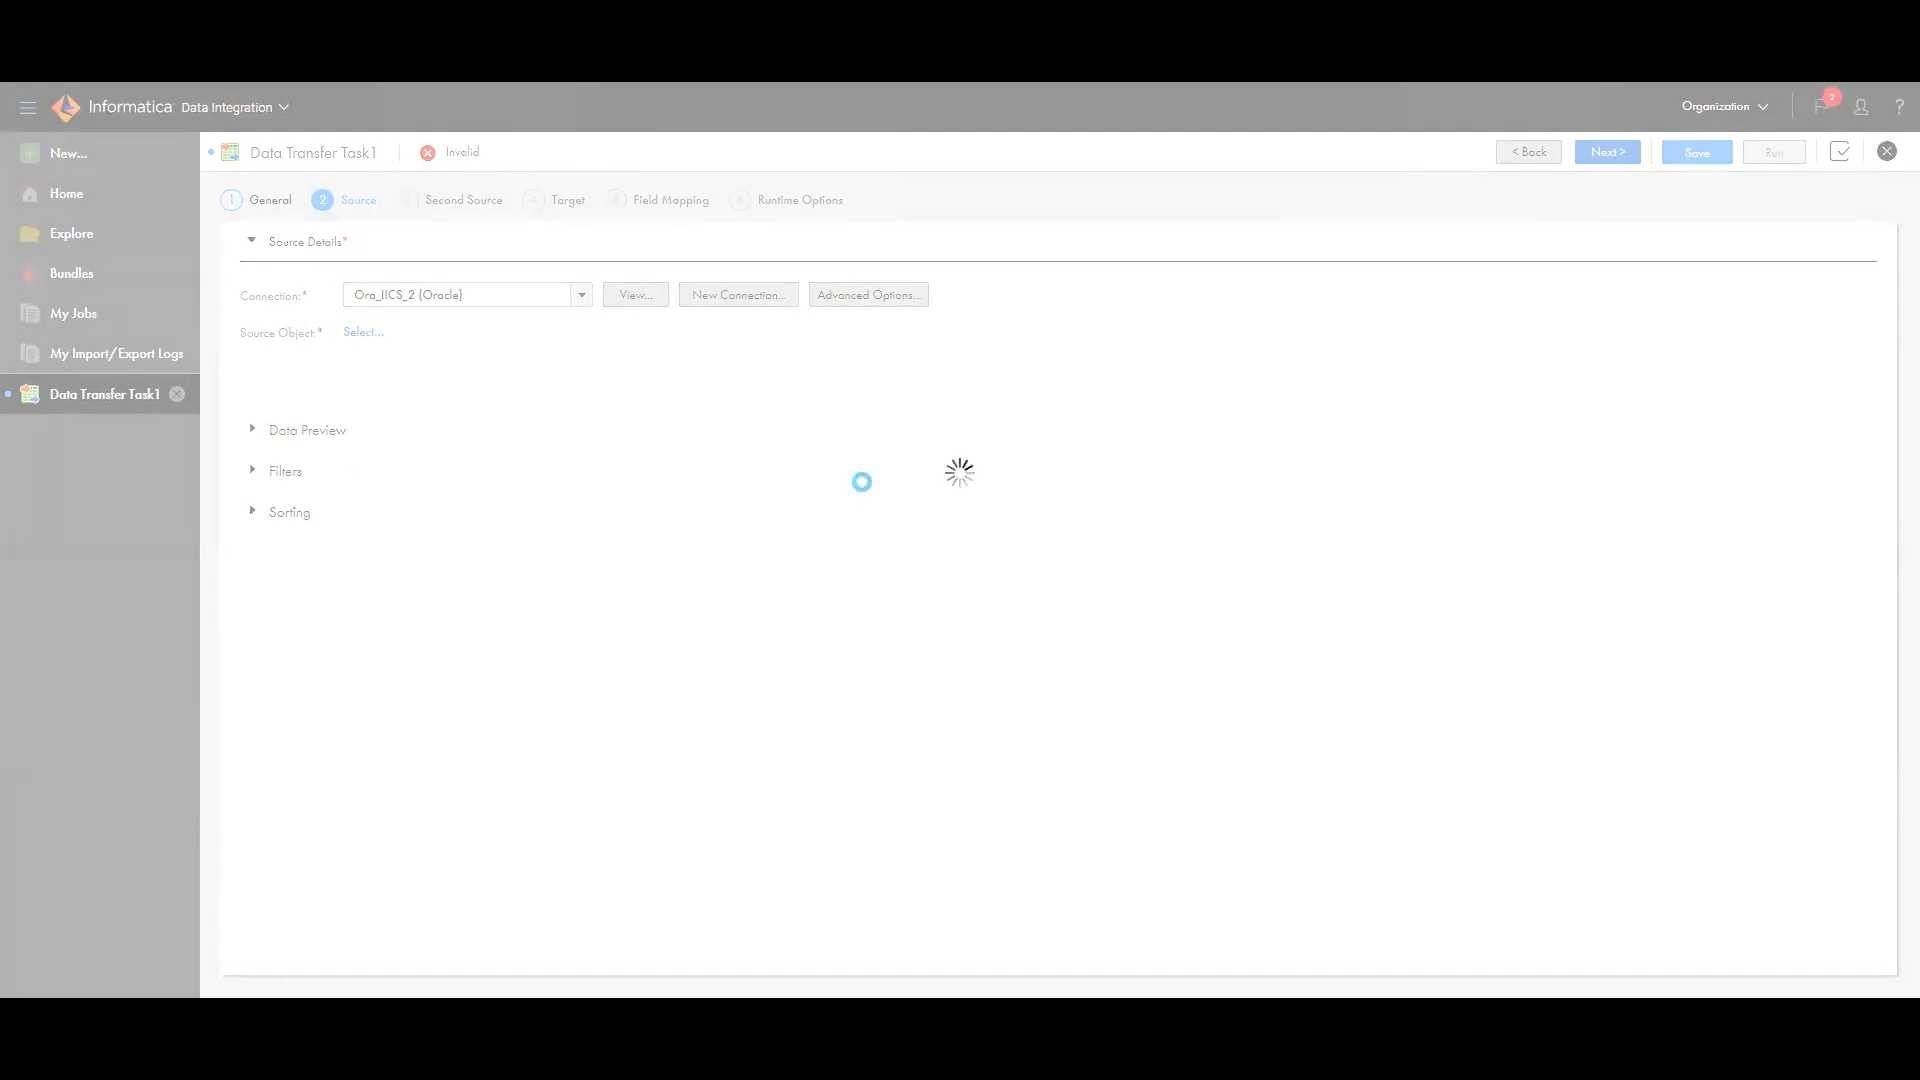 Informatica Data Integration
Organization
2
?
New...
Home
Explore
Bundles
My Jobs
My Import/Export Logs
Data Transfer Task1
Data Transfer Task1
Invalid
< Back
Next >
Save
Run
1 General
2 Source
3 Second Source
4 Target
Field Mapping
6 Runtime Options
Source Details*
Connection:*
Ora_IICS_2 (Oracle)
View...
New Connection...
Advanced Options...
Source Object:*
Select...
Data Preview
Filters
Sorting